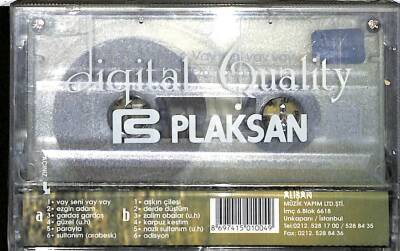 digital Quality
PLAKSAN
a
1- vay seni yay vay
2- ezgin adam
3- gardaş gardaş
4- güzel (u.h)
5- parayla
6- sultanım (arabesk)
b
1- aşkın çilesi
2- derde düştüm
3- zalim obalar (u.h)
4- karpuz kestim
5- nazlı sultanım (u.h)
6- odisyon
8 697415 010049
ALİŞAN
MÜZİK YAPIM LTD.ŞTİ.
İmç 6.Blok 6618
Unkapanı / İstanbul
Tel:0212. 528 17 00 / 528 84 35
Fax: 0212. 528 84 36